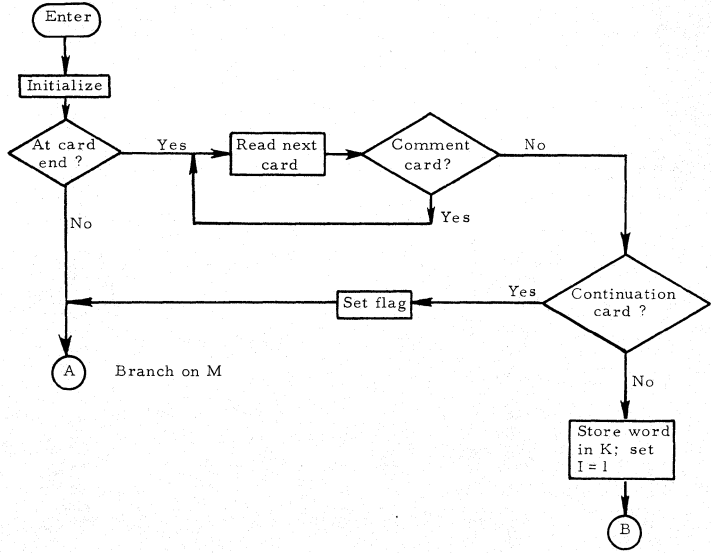 Enter
Initialize
At card
end ?
Yes
Read next
card
Comment
card?
No
Yes
No
Continuation
card ?
Yes
Set flag
A
Branch on M
No
Store word
in K; set
I = 1
B